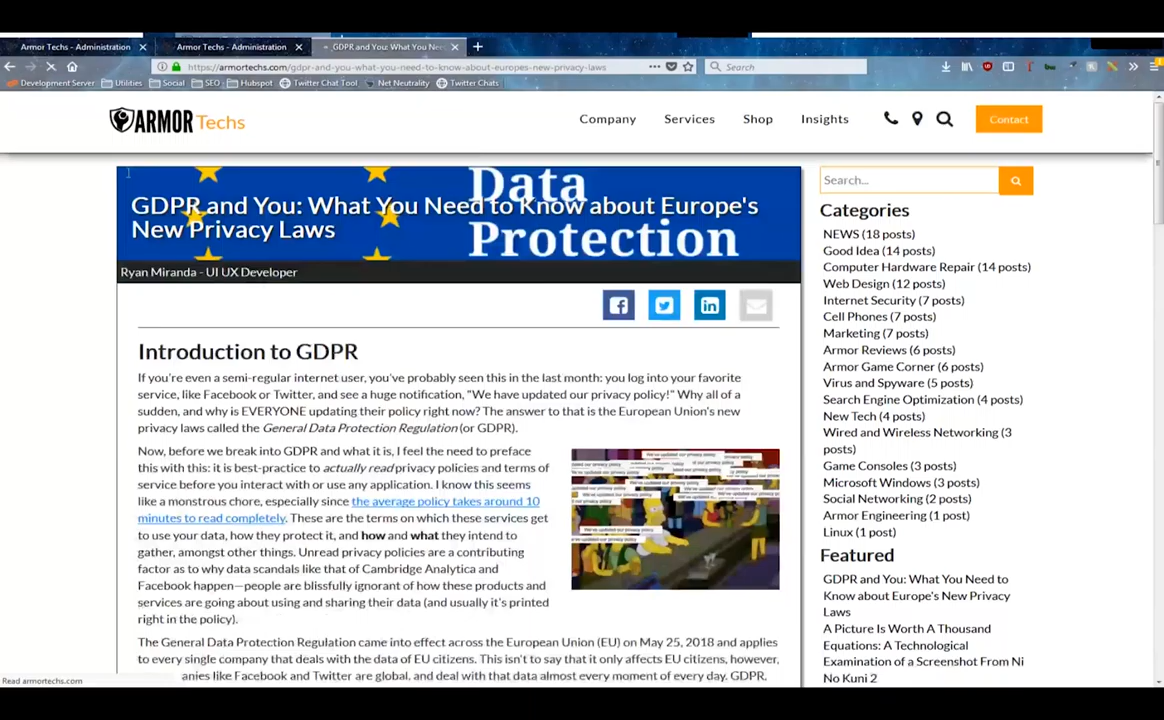 Armor Techs - Administration
Armor Techs - Administration
GDPR and You: What You Nee
https://armortechs.com/gdpr-and-you-what-you-need-to-know-about-europes-new-privacy-laws
Search
Development Server
Utilities
Social
SEO
Hubspot
Twitter Chat Tool
Net Neutrality
Twitter Chats
ARMOR Techs
Company
Services
Shop
Insights
Contact
Data
Protection
GDPR and You: What You Need to Know about Europe's
New Privacy Laws
Ryan Miranda - UI UX Developer
Introduction to GDPR
If you're even a semi-regular internet user, you've probably seen this in the last month: you log into your favorite
service, like Facebook or Twitter, and see a huge notification, "We have updated our privacy policy!" Why all of a
sudden, and why is EVERYONE updating their policy right now? The answer to that is the European Union's new
privacy laws called the General Data Protection Regulation (or GDPR).
Now, before we break into GDPR and what it is, I feel the need to preface
this with this: it is best-practice to actually read privacy policies and terms of
service before you interact with or use any application. I know this seems
like a monstrous chore, especially since the average policy takes around 10
minutes to read completely. These are the terms on which these services get
to use your data, how they protect it, and how and what they intend to
gather, amongst other things. Unread privacy policies are a contributing
factor as to why data scandals like that of Cambridge Analytica and
Facebook happen—people are blissfully ignorant of how these products and
services are going about using and sharing their data (and usually it's printed
right in the policy).
The General Data Protection Regulation came into effect across the European Union (EU) on May 25, 2018 and applies
to every single company that deals with the data of EU citizens. This isn't to say that it only affects EU citizens, however,
anies like Facebook and Twitter are global, and deal with that data almost every moment of every day. GDPR,
Read armortechs.com
Search...
Categories
NEWS (18 posts)
Good Idea (14 posts)
Computer Hardware Repair (14 posts)
Web Design (12 posts)
Internet Security (7 posts)
Cell Phones (7 posts)
Marketing (7 posts)
Armor Reviews (6 posts)
Armor Game Corner (6 posts)
Virus and Spyware (5 posts)
Search Engine Optimization (4 posts)
New Tech (4 posts)
Wired and Wireless Networking (3
posts)
Game Consoles (3 posts)
Microsoft Windows (3 posts)
Social Networking (2 posts)
Armor Engineering (1 post)
Linux (1 post)
Featured
GDPR and You: What You Need to
Know about Europe's New Privacy
Laws
A Picture Is Worth A Thousand
Equations: A Technological
Examination of a Screenshot From Ni
No Kuni 2